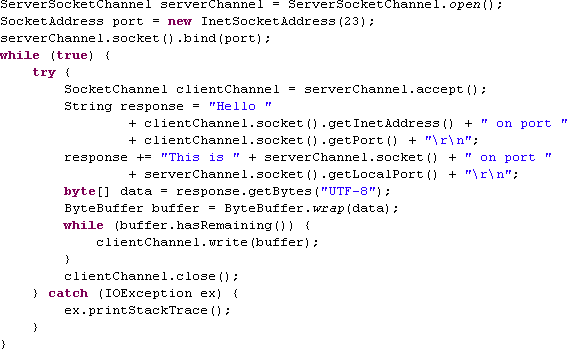 ServerSocketChannel serverChannel = ServerSocketChannel.open();
SocketAddress port = new InetSocketAddress(23);
serverChannel.socket().bind(port);
while (true) {
try {
SocketChannel clientChannel = serverChannel.accept();
String response = "Hello "
+ clientChannel.socket().getInetAddress() + " on port "
+ clientChannel.socket().getPort() + "\r\n";
response += "This is " + serverChannel.socket() + " on port "
+ serverChannel.socket().getLocalPort() + "\r\n";
byte[] data = response.getBytes("UTF-8");
ByteBuffer buffer = ByteBuffer.wrap(data);
while (buffer.hasRemaining()) {
clientChannel.write(buffer);
}
clientChannel.close();
} catch (IOException ex) {
ex.printStackTrace();
}
}